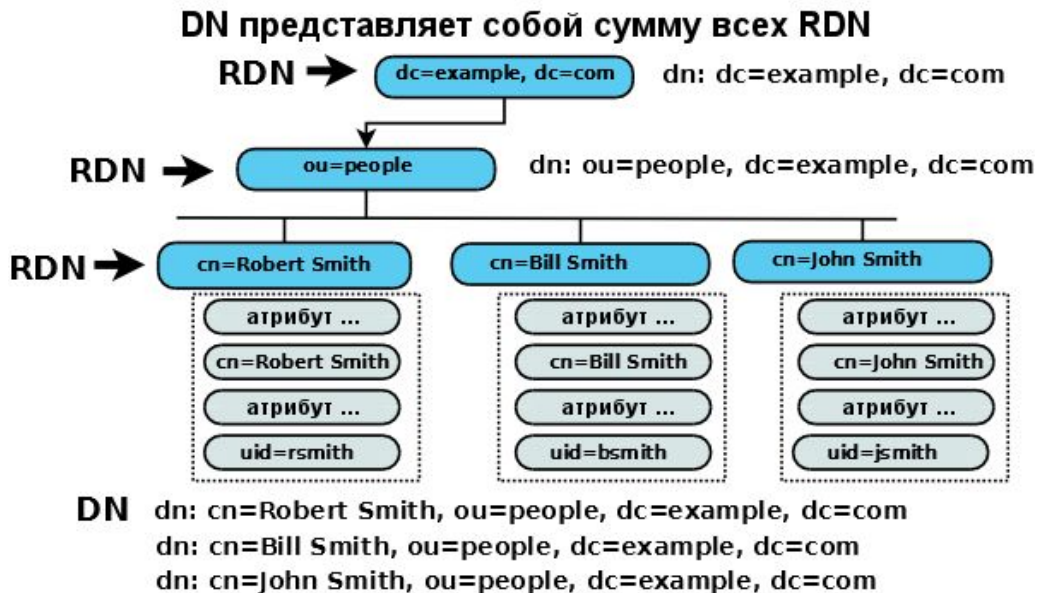 DN представляет собой сумму всех RDN
RDN dc=example, dc=com dn: dc=example, dc=com
RDN ou=people dn: ou=people, dc=example, dc=com
RDN cn=Robert Smith cn=Bill Smith cn=John Smith
атрибут ... атрибут ... атрибут ...
cn=Robert Smith cn=Bill Smith cn=John Smith
атрибут ... атрибут ... атрибут ...
uid=rsmith uid=bsmith uid=jsmith
DN dn: cn=Robert Smith, ou=people, dc=example, dc=com
dn: cn=Bill Smith, ou=people, dc=example, dc=com
dn: cn=John Smith, ou=people, dc=example, dc=com